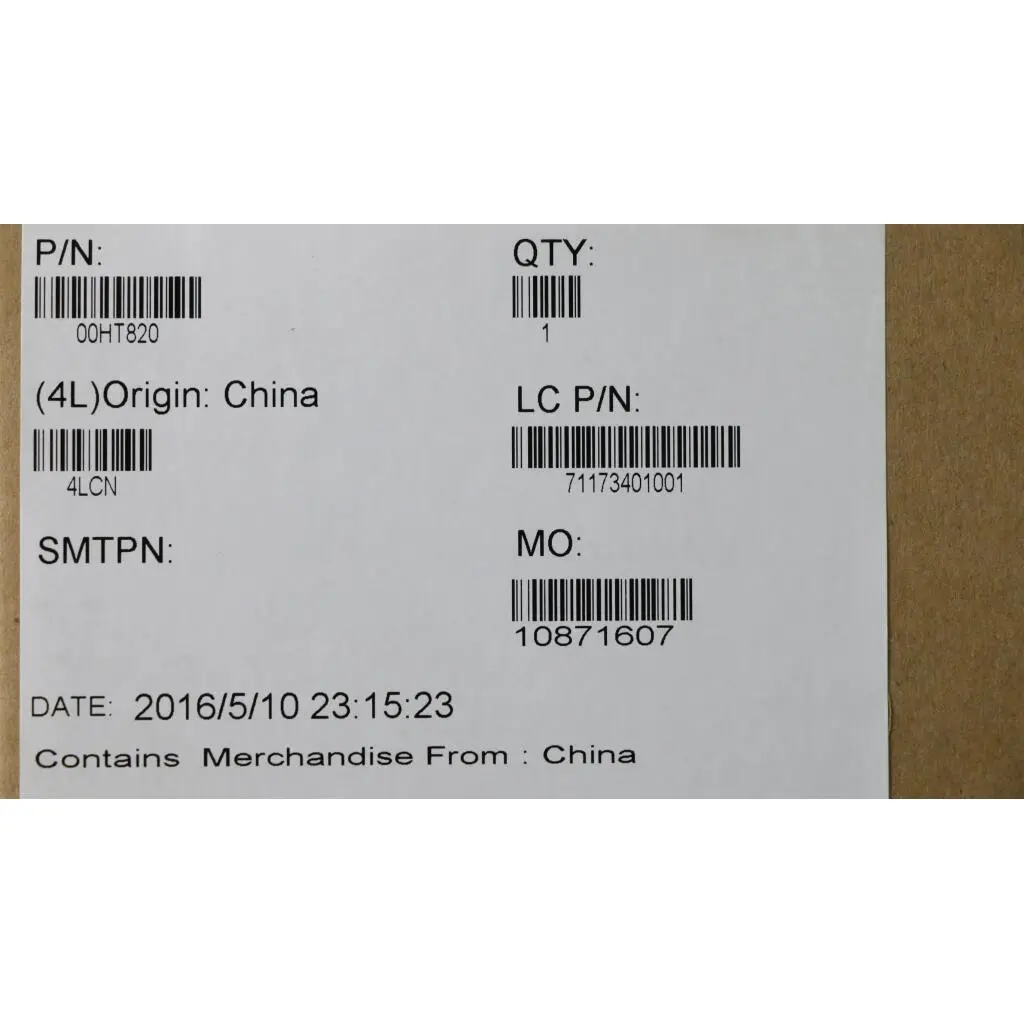 P/N:
00HT820
QTY:
1
(4L)Origin: China
4LCN
LC P/N:
71173401001
SMTPN:
MO:
10871607
DATE: 2016/5/10 23:15:23
Contains Merchandise From : China